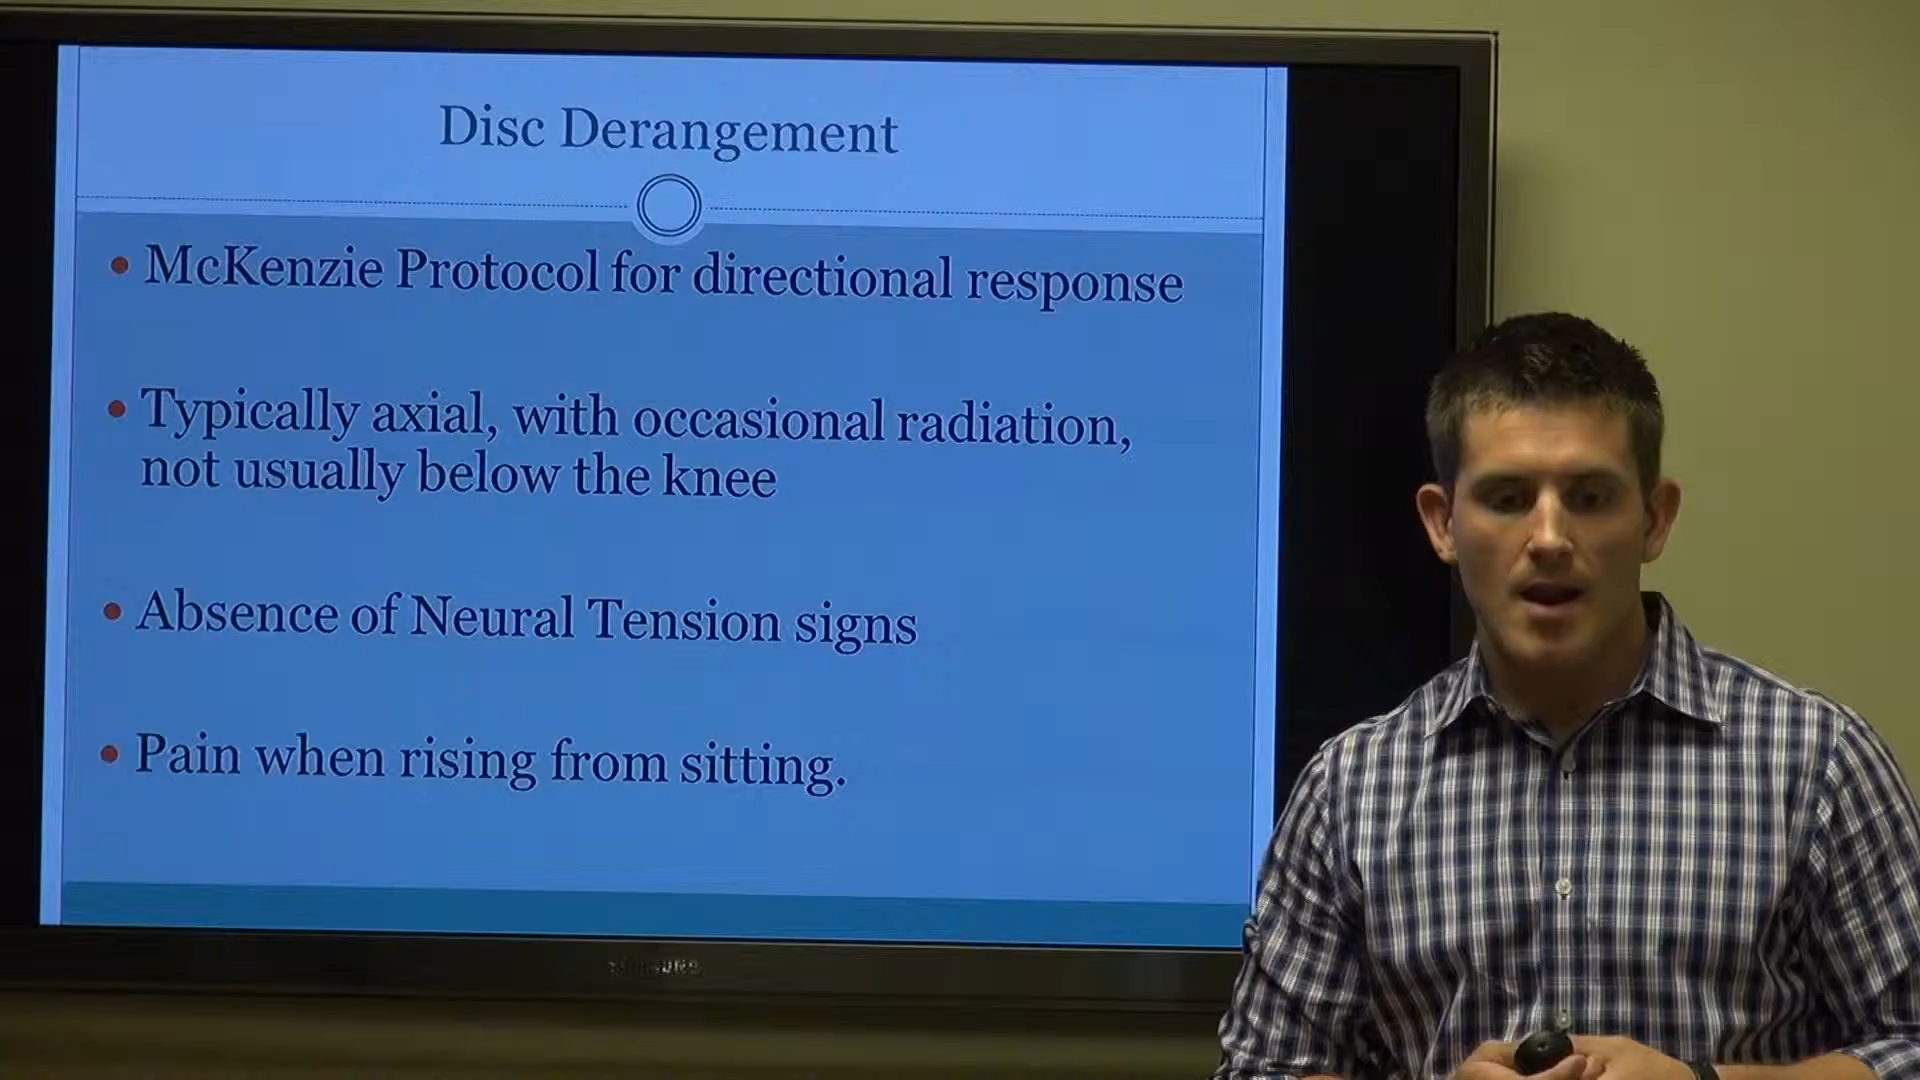 Disc Derangement
• McKenzie Protocol for directional response
• Typically axial, with occasional radiation,
not usually below the knee
• Absence of Neural Tension signs
• Pain when rising from sitting.
SAMSUNG